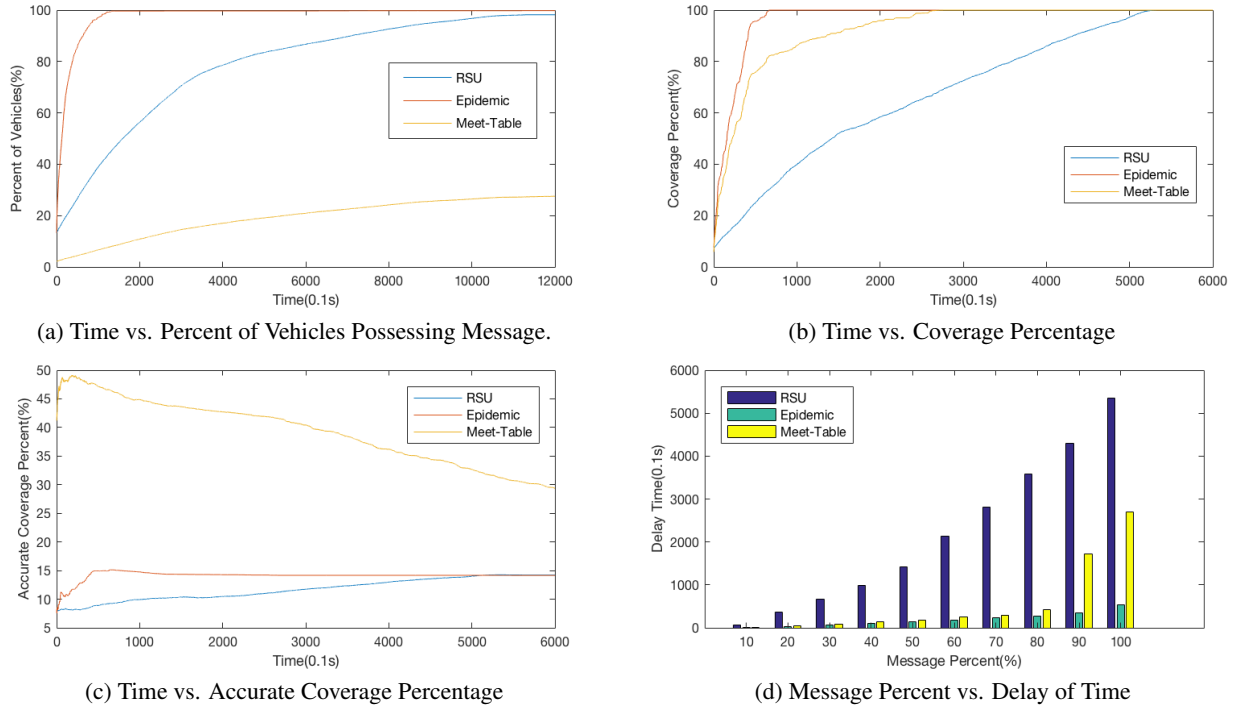 100
80
60
40
20
0
Percent of Vehicles(%)
RSU
Epidemic
Meet-Table
0 2000 4000 6000 8000 10000 12000
Time(0.1s)
(a) Time vs. Percent of Vehicles Possessing Message.
100
80
60
40
20
0
Coverage Percent(%)
RSU
Epidemic
Meet-Table
0 1000 2000 3000 4000 5000 6000
Time(0.1s)
(b) Time vs. Coverage Percentage
50
45
40
35
30
25
20
15
10
5
Accurate Coverage Percent(%)
RSU
Epidemic
Meet-Table
0 1000 2000 3000 4000 5000 6000
Time(0.1s)
(c) Time vs. Accurate Coverage Percentage
6000
5000
4000
3000
2000
1000
0
Delay Time(0.1s)
RSU
Epidemic
Meet-Table
10 20 30 40 50 60 70 80 90 100
Message Percent(%)
(d) Message Percent vs. Delay of Time